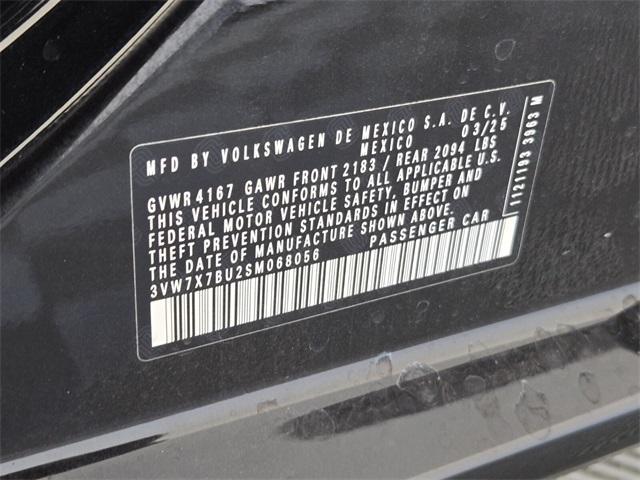 MFD BY VOLKSWAGEN DE MEXICO S.A. DE C.V.
MEXICO 03/25
GVWR 4167 GAWR FRONT 2183 / REAR 2094 LBS
THIS VEHICLE CONFORMS TO ALL APPLICABLE U.S.
FEDERAL MOTOR VEHICLE SAFETY, BUMPER AND
THEFT PREVENTION STANDARDS IN EFFECT ON
THE DATE OF MANUFACTURE SHOWN ABOVE.
3VW7X7BU2SM068056 PASSENGER CAR
1121193 3963 M